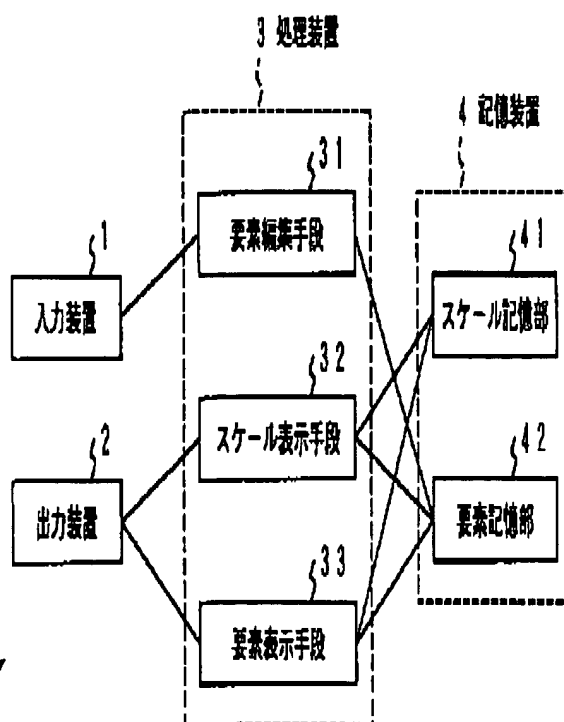 3 処理装置
4 記憶装置
31
要素編集手段
1
入力装置
41
スケール記憶部
32
スケール表示手段
2
出力装置
42
要素記憶部
33
要素表示手段